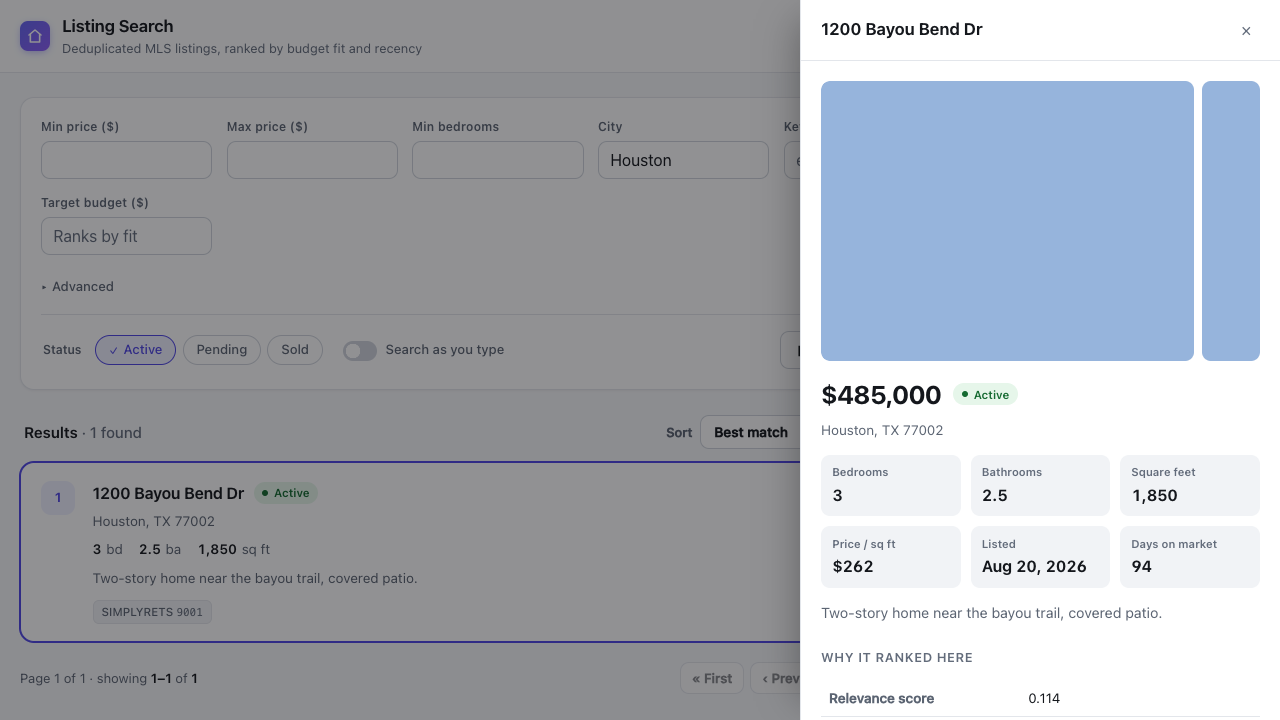 Listing Search
Deduplicated MLS listings, ranked by budget fit and recency
Min price ($)
Max price ($)
Min bedrooms
City
Houston
Target budget ($)
Ranks by fit
▸ Advanced
Status
✓ Active
Pending
Sold
Search as you type
Results · 1 found
Sort
Best match
1
1200 Bayou Bend Dr
Active
Houston, TX 77002
3 bd 2.5 ba 1,850 sq ft
Two-story home near the bayou trail, covered patio.
SIMPLYRETS 9001
Page 1 of 1 · showing 1–1 of 1
« First
‹ Prev
1200 Bayou Bend Dr
×
$485,000
Active
Houston, TX 77002
Bedrooms
3
Bathrooms
2.5
Square feet
1,850
Price / sq ft
$262
Listed
Aug 20, 2026
Days on market
94
Two-story home near the bayou trail, covered patio.
WHY IT RANKED HERE
Relevance score 0.114